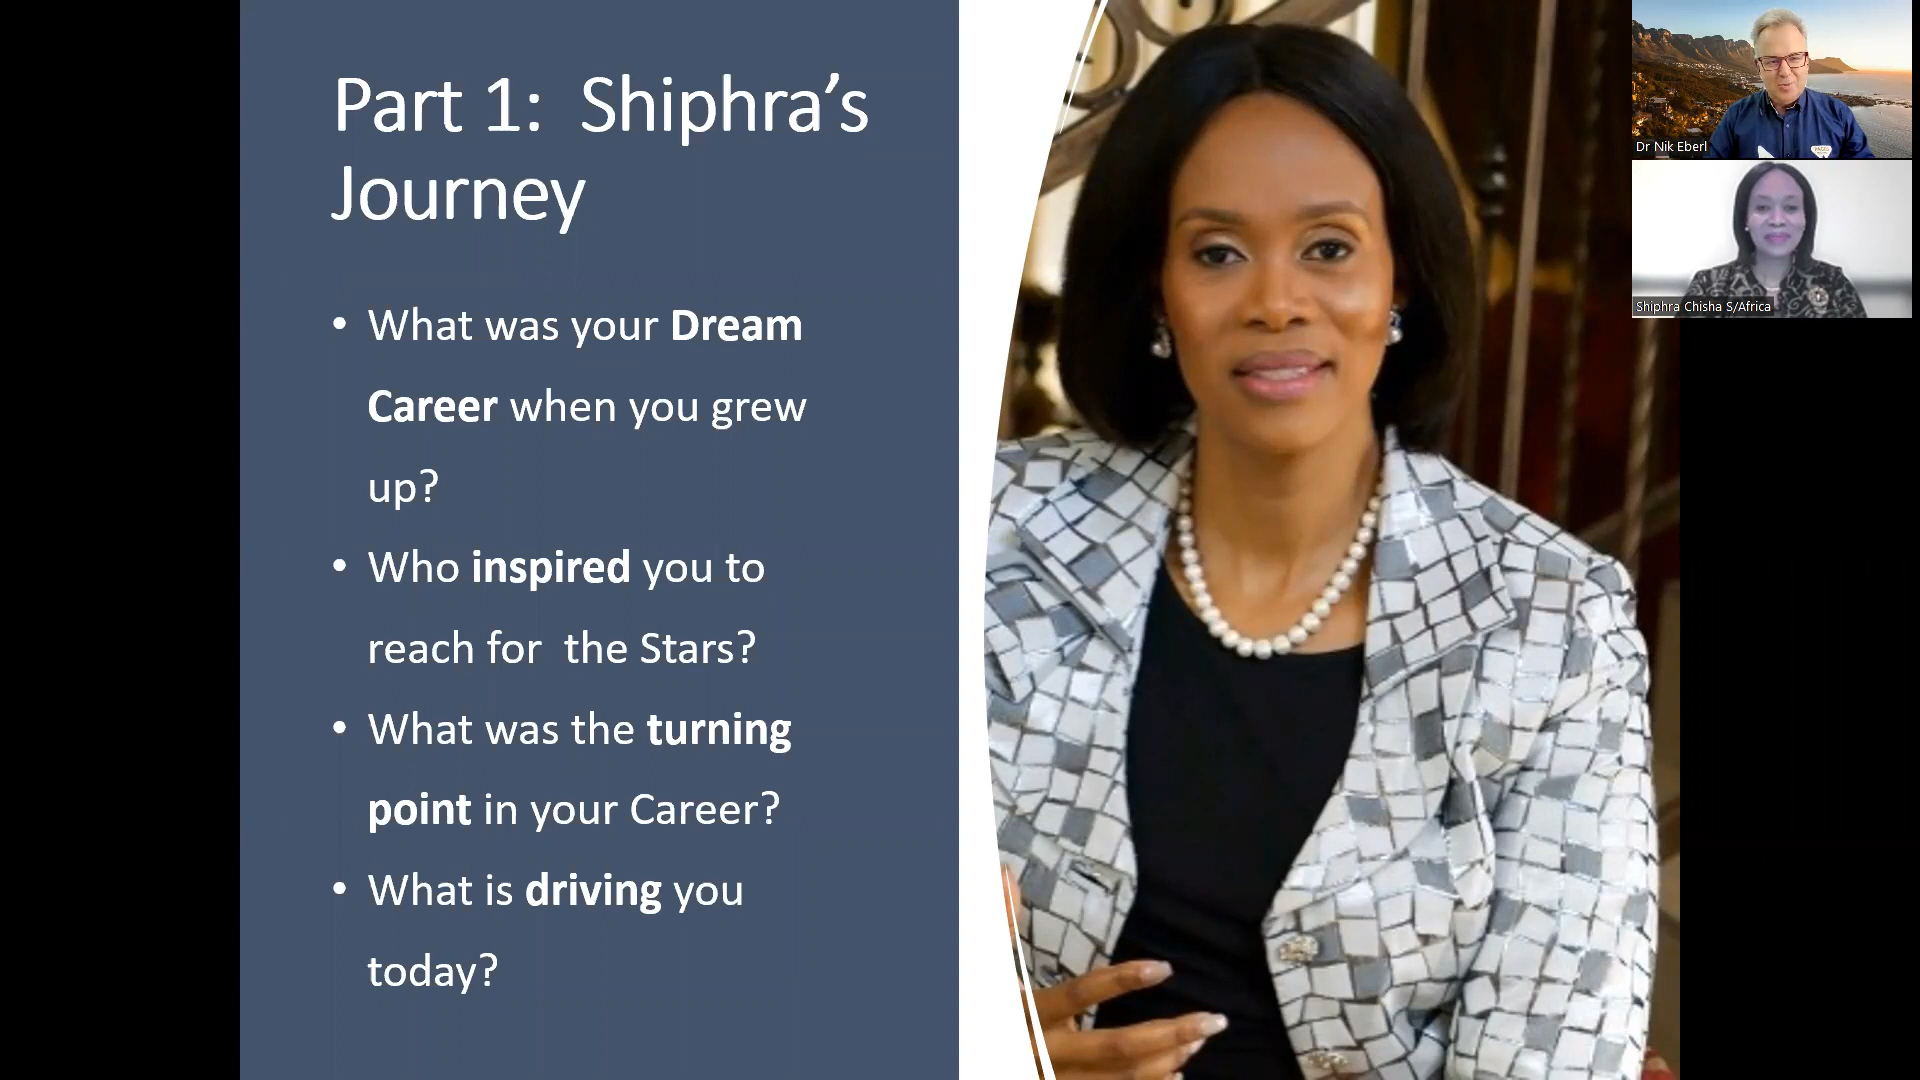 Part 1:  Shiphra’s
Journey
• What was your Dream
Career when you grew
up?
• Who inspired you to
reach for  the Stars?
• What was the turning
point in your Career?
• What is driving you
today?
Dr Nik Eberl
Shiphra Chisha S/Africa